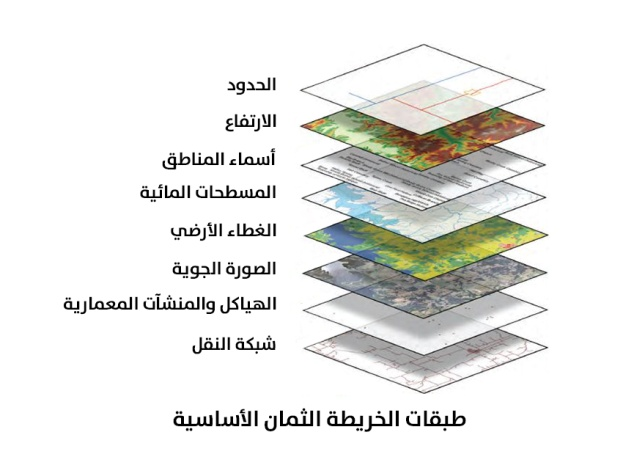 الحدود
الارتفاع
أسماء المناطق
المسطحات المائية
الغطاء الأرضي
الصورة الجوية
الهياكل والمنشآت المعمارية
شبكة النقل
طبقات الخريطة الثمان الأساسية